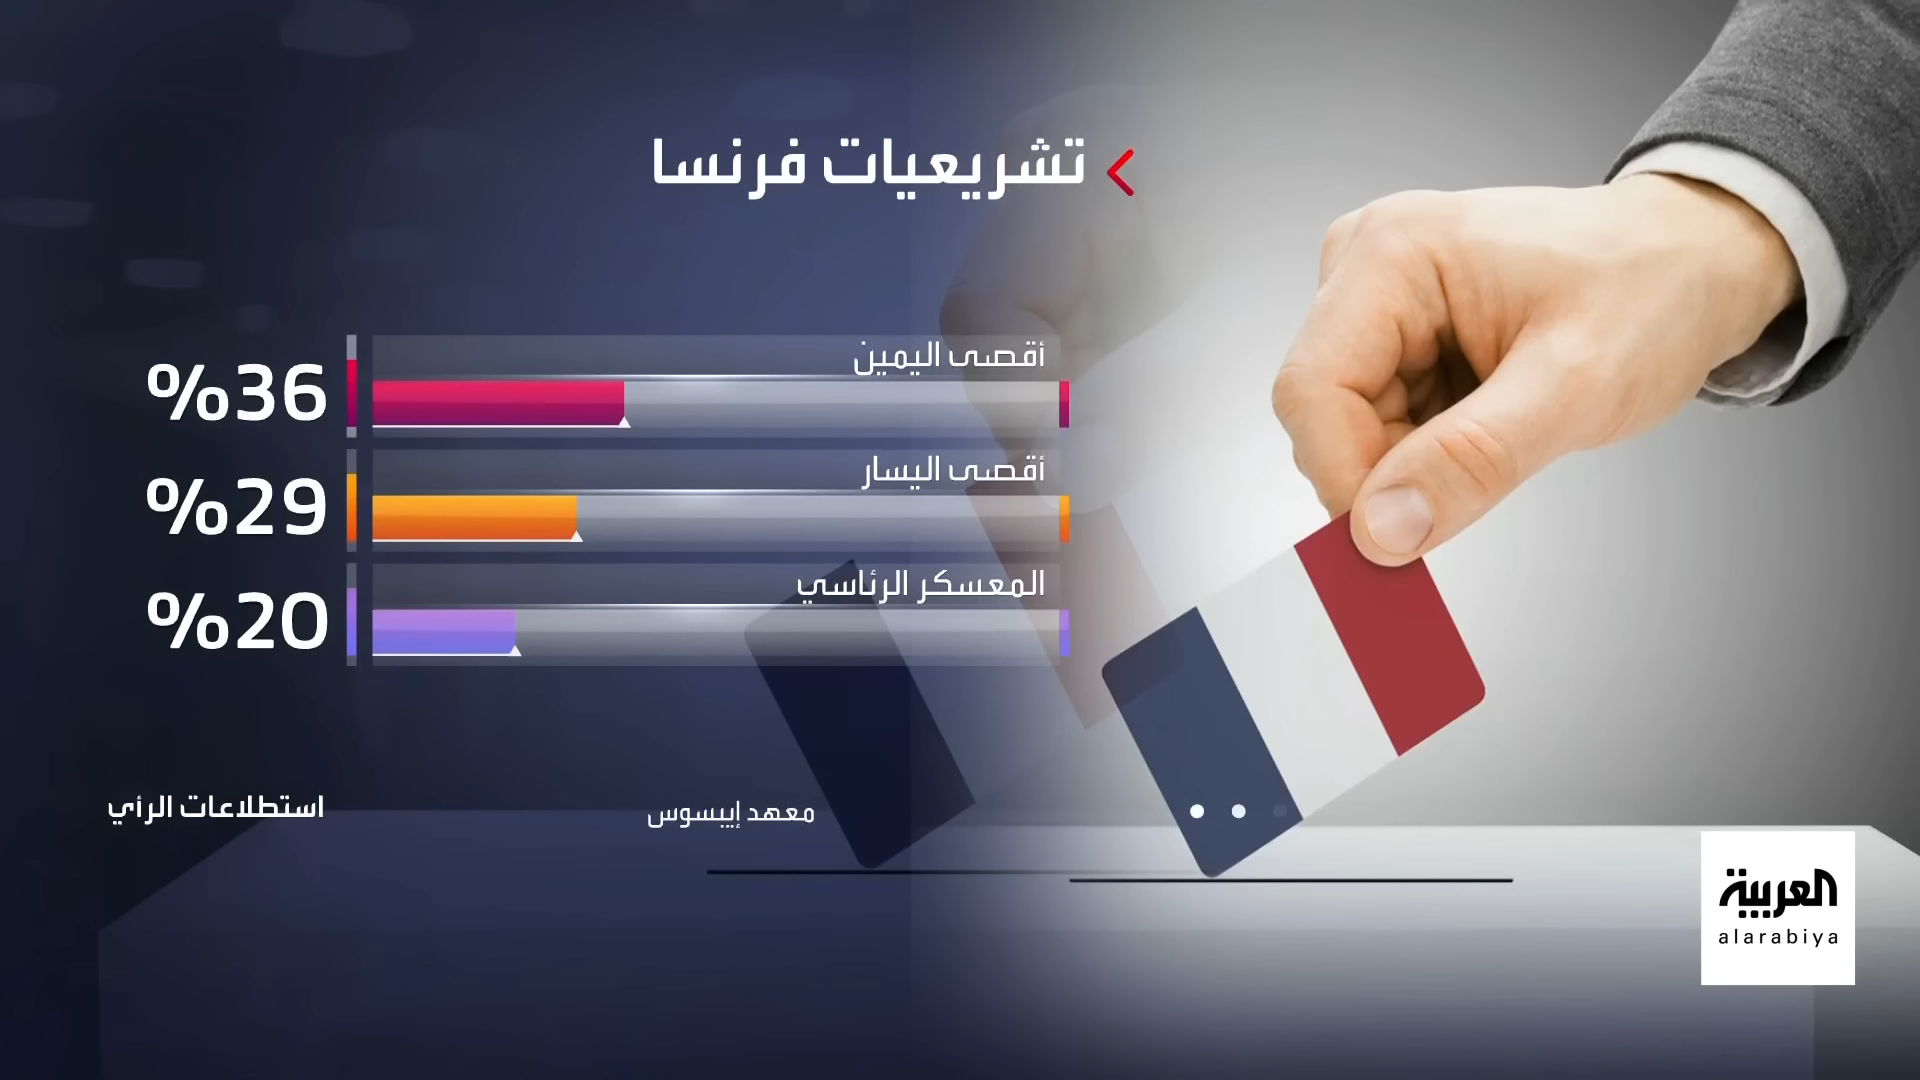 تشريعيات فرنسا
أقصى اليمين
%36
أقصى اليسار
%29
المعسكر الرئاسي
%20
معهد إيبسوس
استطلاعات الرأي
العربية
alarabiya